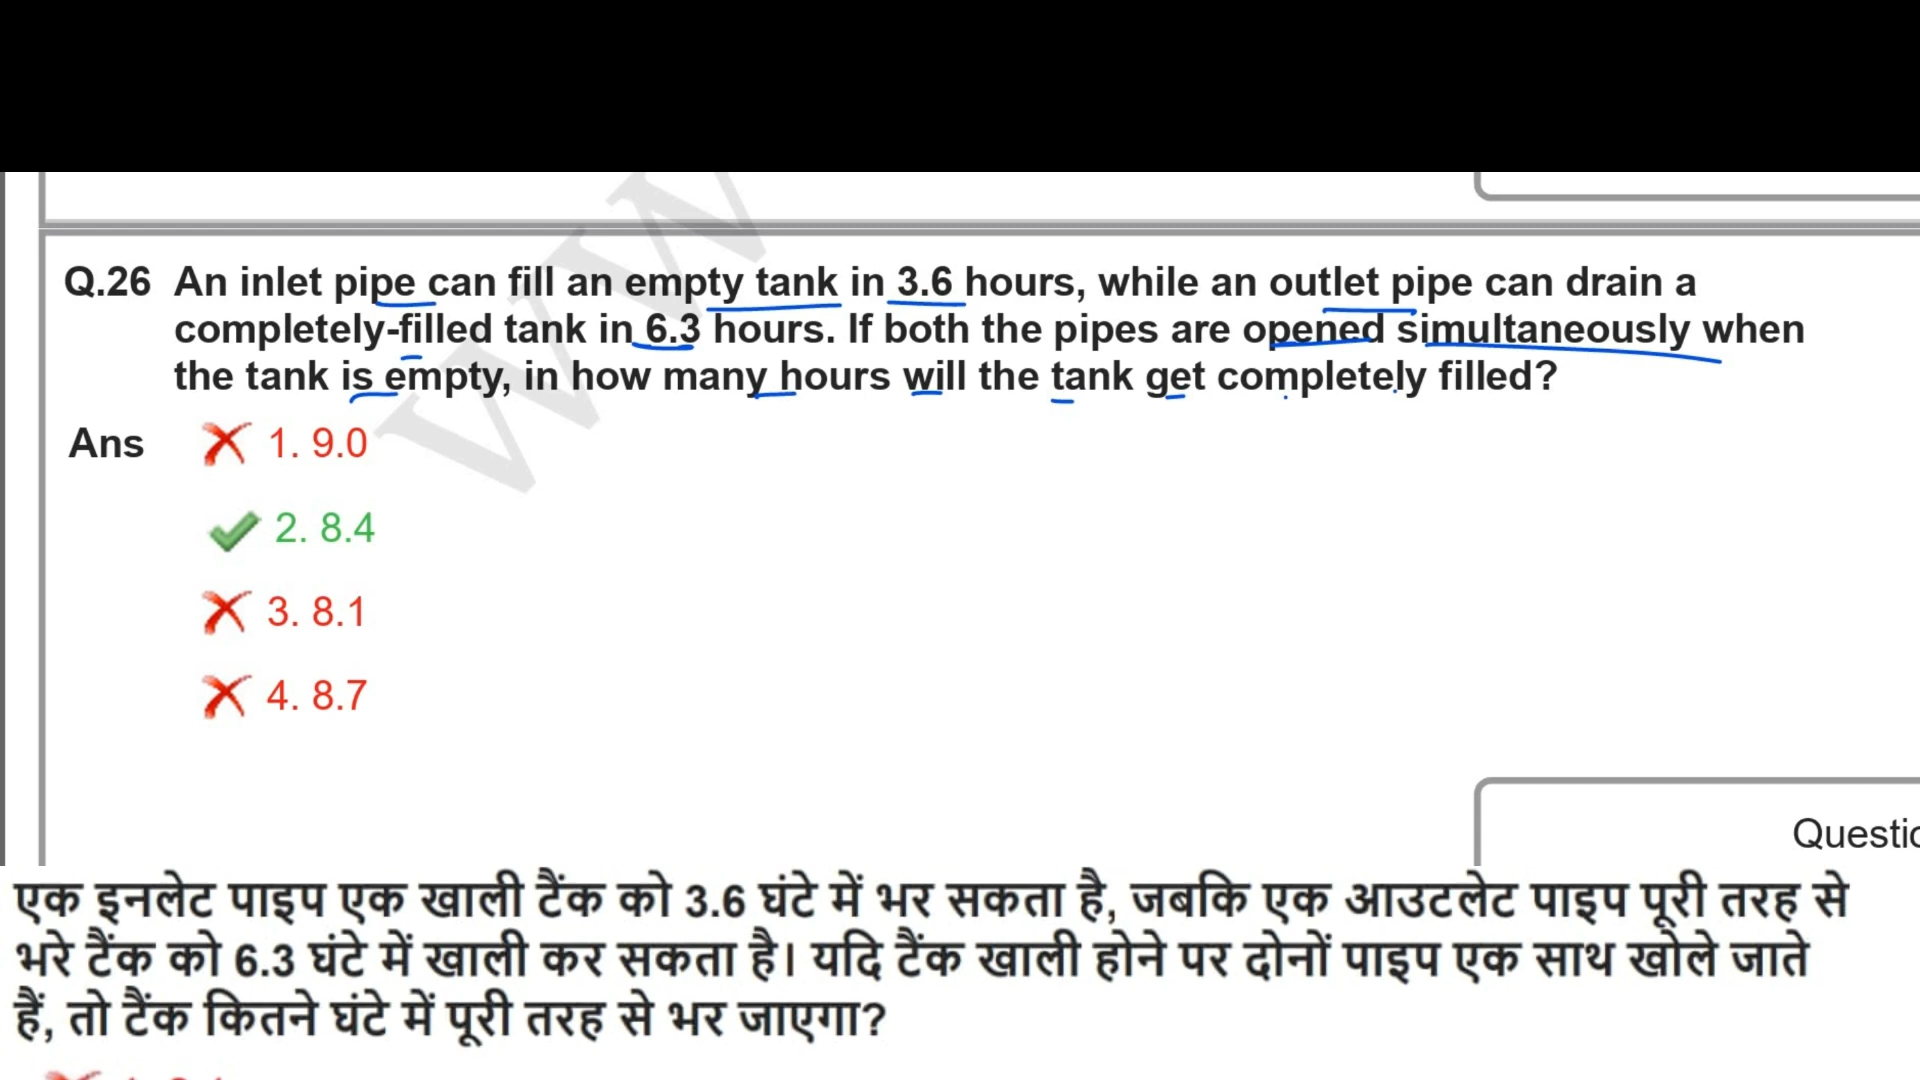 WW
Q.26 An inlet pipe can fill an empty tank in 3.6 hours, while an outlet pipe can drain a
completely-filled tank in 6.3 hours. If both the pipes are opened simultaneously when
the tank is empty, in how many hours will the tank get completely filled?
Ans 1. 9.0
2. 8.4
3. 8.1
4. 8.7
एक इनलेट पाइप एक खाली टैंक को 3.6 घंटे में भर सकता है, जबकि एक आउटलेट पाइप पूरी तरह से
भरे टैंक को 6.3 घंटे में खाली कर सकता है। यदि टैंक खाली होने पर दोनों पाइप एक साथ खोले जाते
हैं, तो टैंक कितने घंटे में पूरी तरह से भर जाएगा?